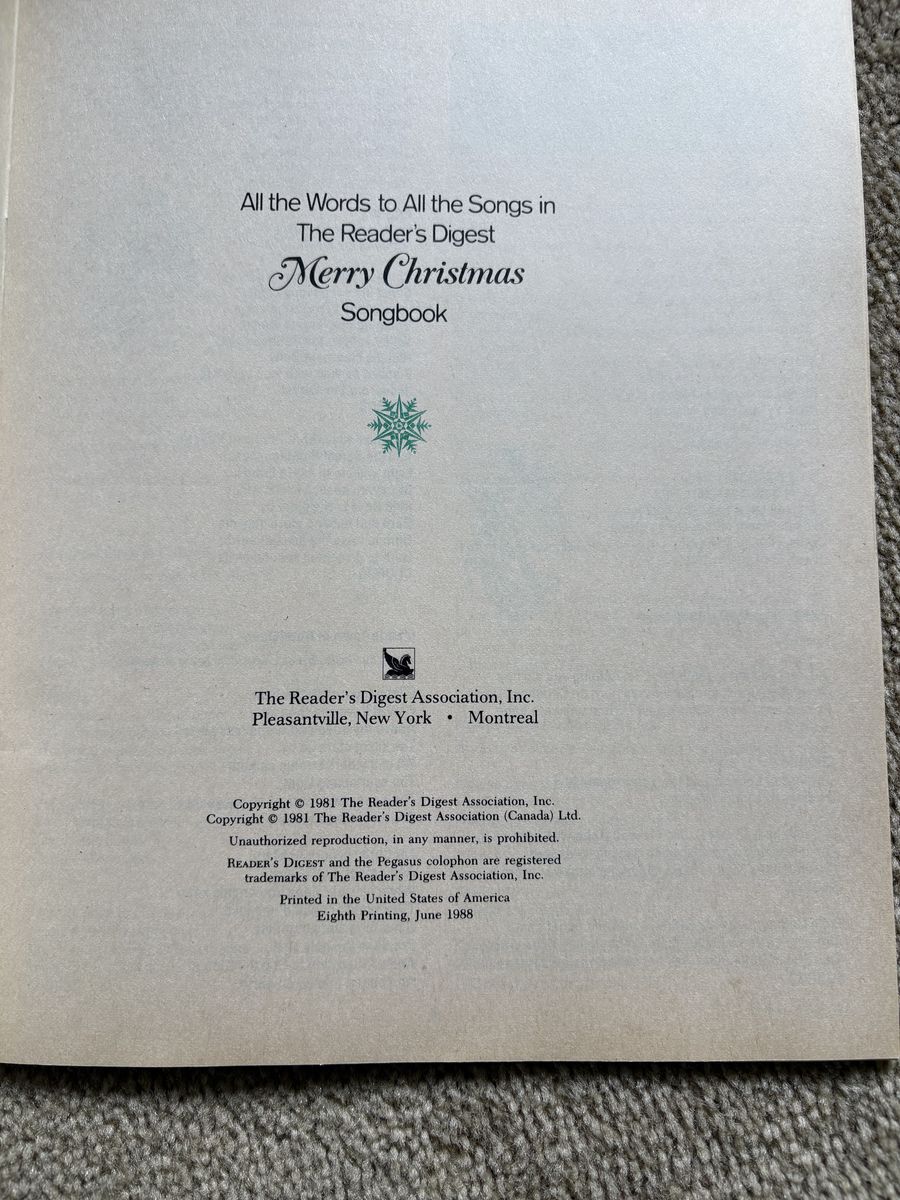 All the Words to All the Songs in
The Reader's Digest
Merry Christmas
Songbook
The Reader's Digest Association, Inc.
Pleasantville, New York • Montreal
Copyright © 1981 The Reader's Digest Association, Inc.
Copyright © 1981 The Reader's Digest Association (Canada) Ltd.
Unauthorized reproduction, in any manner, is prohibited.
READER'S DIGEST and the Pegasus colophon are registered
trademarks of The Reader's Digest Association, Inc.
Printed in the United States of America
Eighth Printing, June 1988